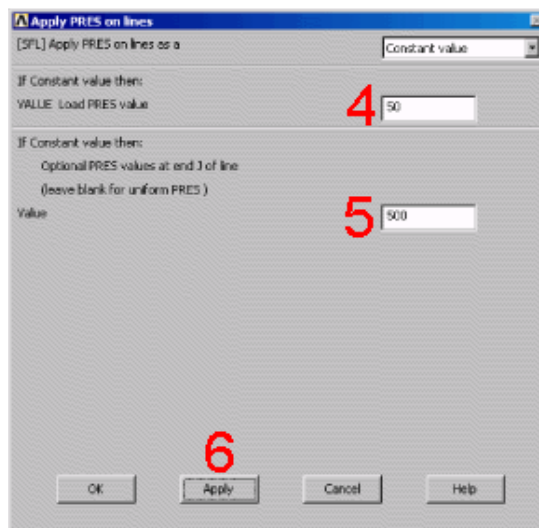 Apply PRES on lines
[SFL] Apply PRES on lines as a
Constant value
If Constant value then:
VALUE Load PRES value
4
50
If Constant value then:
Optional PRES values at end J of line
(leave blank for uniform PRES )
Value
5
500
6
OK
Apply
Cancel
Help